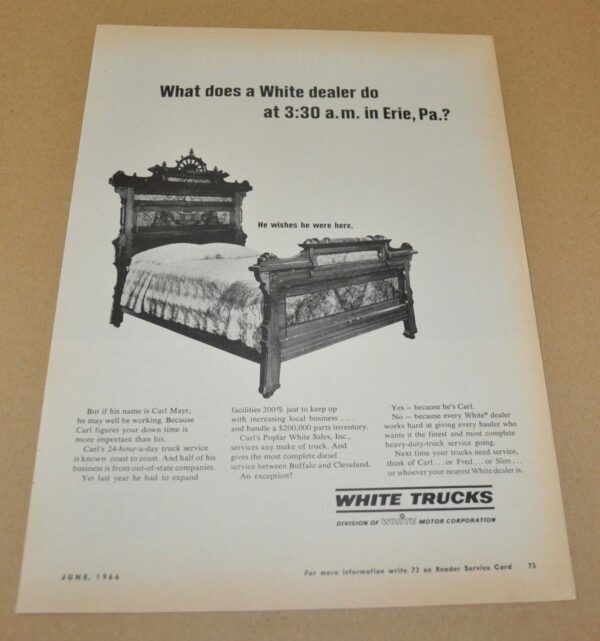 What does a White dealer do
at 3:30 a.m. in Erie, Pa.?
He wishes he were here.
But if his name is Carl Mayr,
he may well be working. Because
Carl figures your down time is
more important than his.
Carl's 24-hour-a-day truck service
is known coast to coast. And half of his
business is from out-of-state companies.
Yet last year he had to expand
facilities 200% just to keep up
with increasing local business . . .
and handle a $200,000 parts inventory.
Carl's Poplar White Sales, Inc.,
services any make of truck. And
gives the most complete diesel
service between Buffalo and Cleveland.
An exception?
Yes — because he's Carl.
No — because every White® dealer
works hard at giving every hauler who
wants it the finest and most complete
heavy-duty-truck service going.
Next time your trucks need service,
think of Carl . . . or Fred . . . or Slim . . .
or whoever your nearest White dealer is.
WHITE TRUCKS
DIVISION OF WHITE® MOTOR CORPORATION
JUNE, 1966
For more information write 73 on Reader Service Card 73